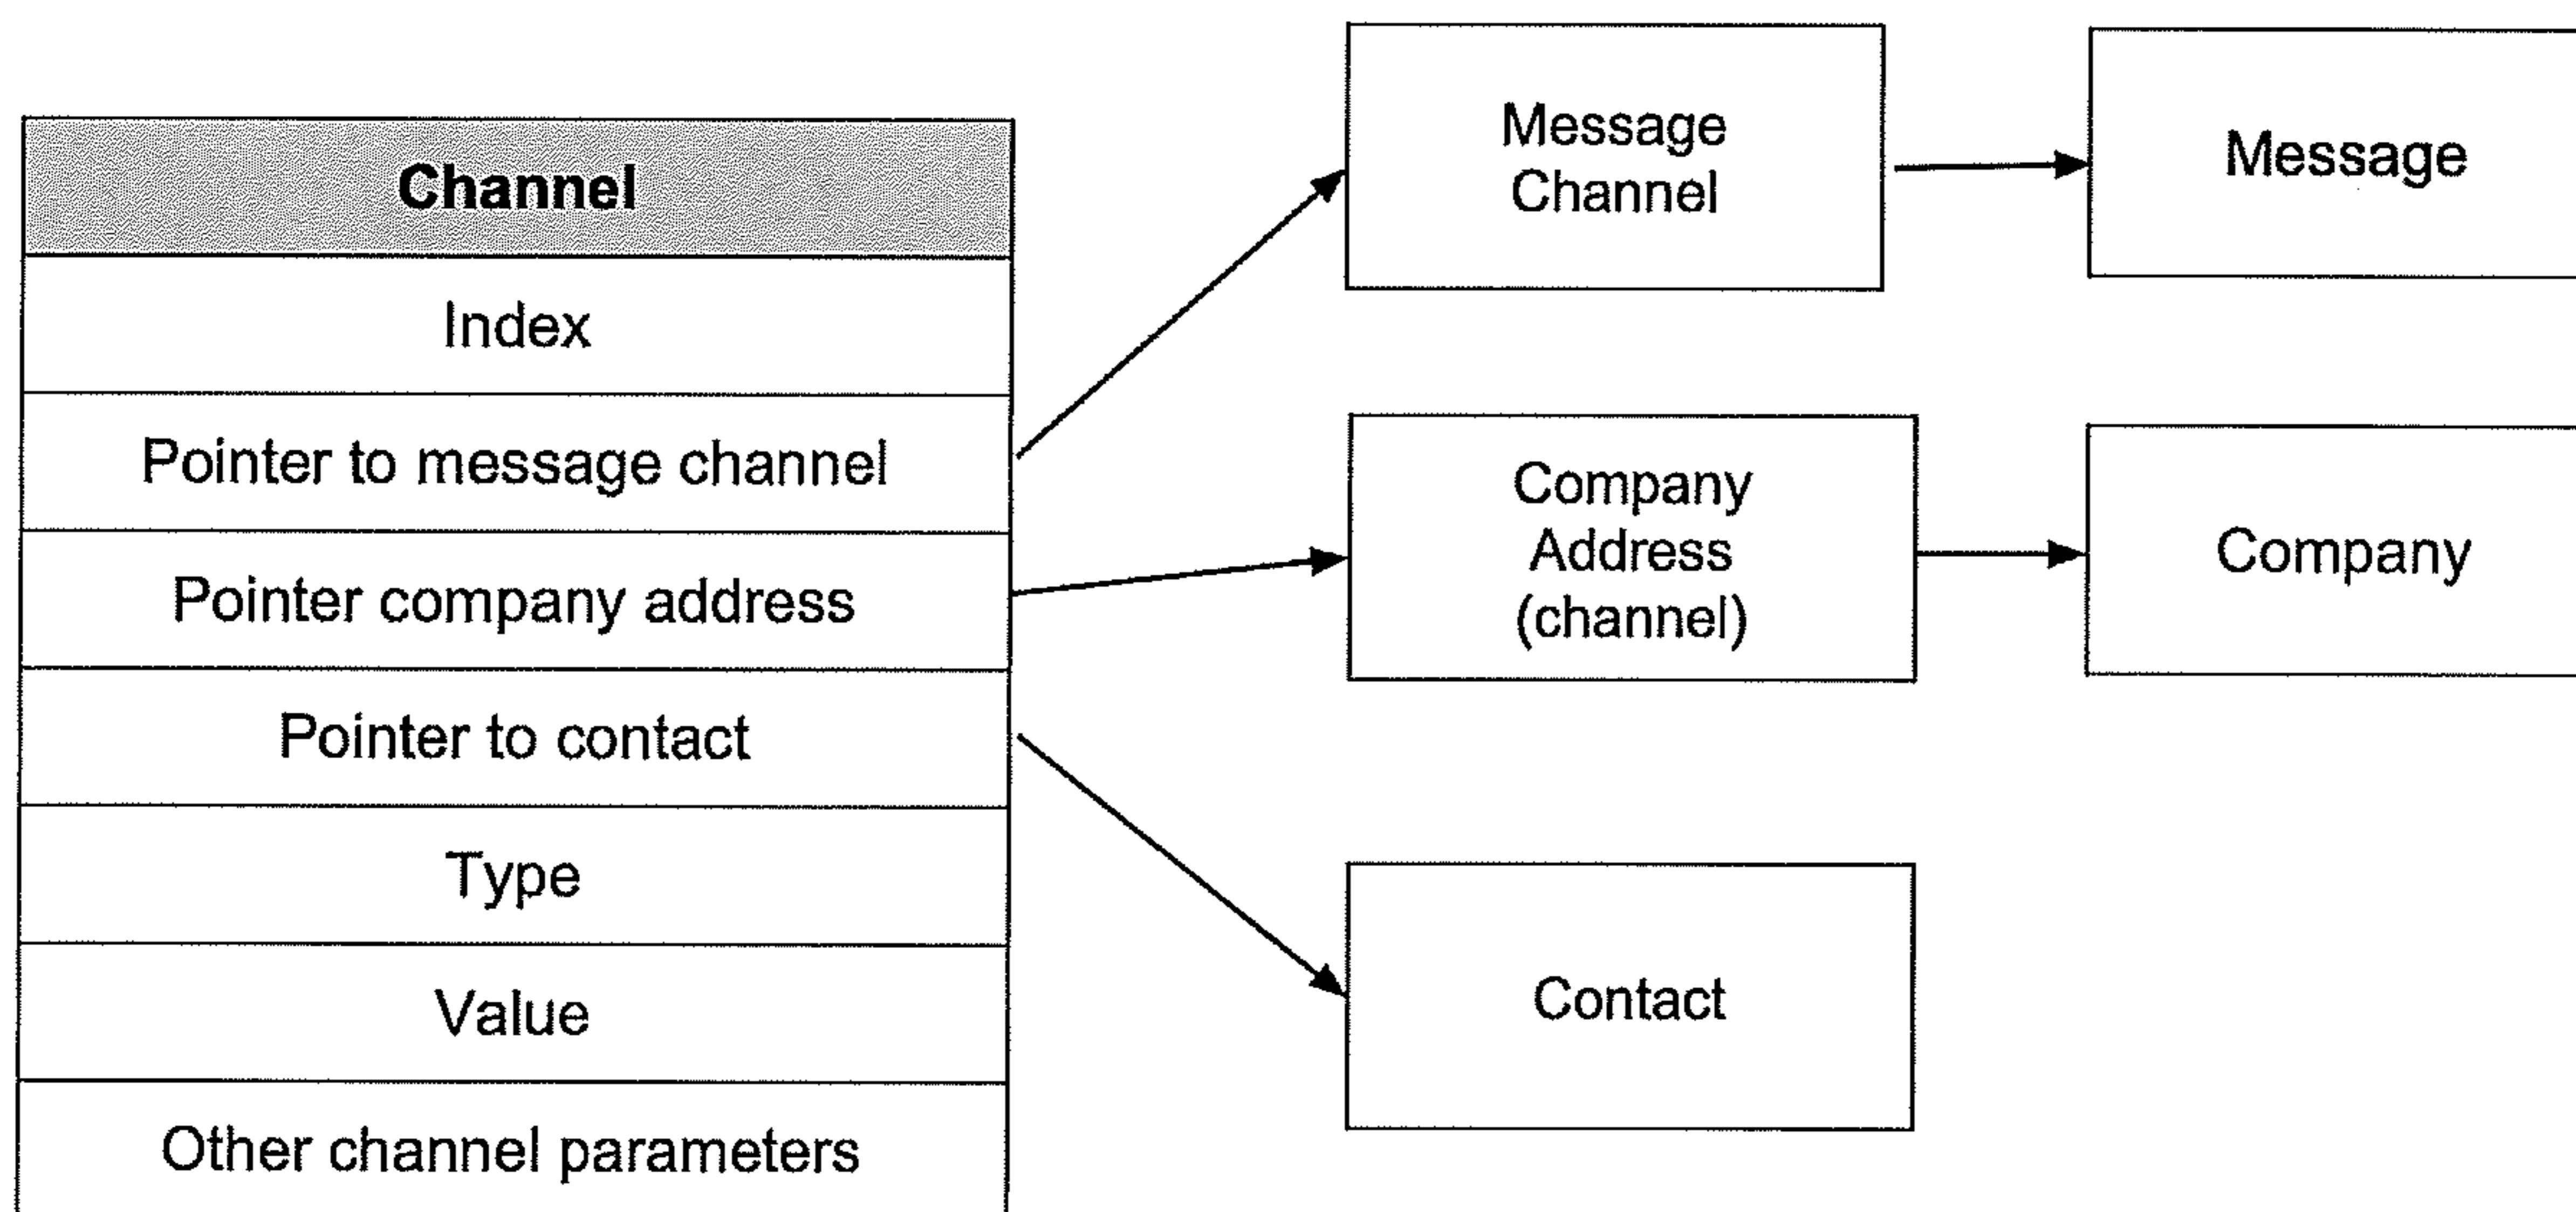 Channel
Index
Pointer to message channel
Pointer company address
Pointer to contact
Type
Value
Other channel parameters
Message
Channel
Message
Company
Address
(channel)
Company
Contact